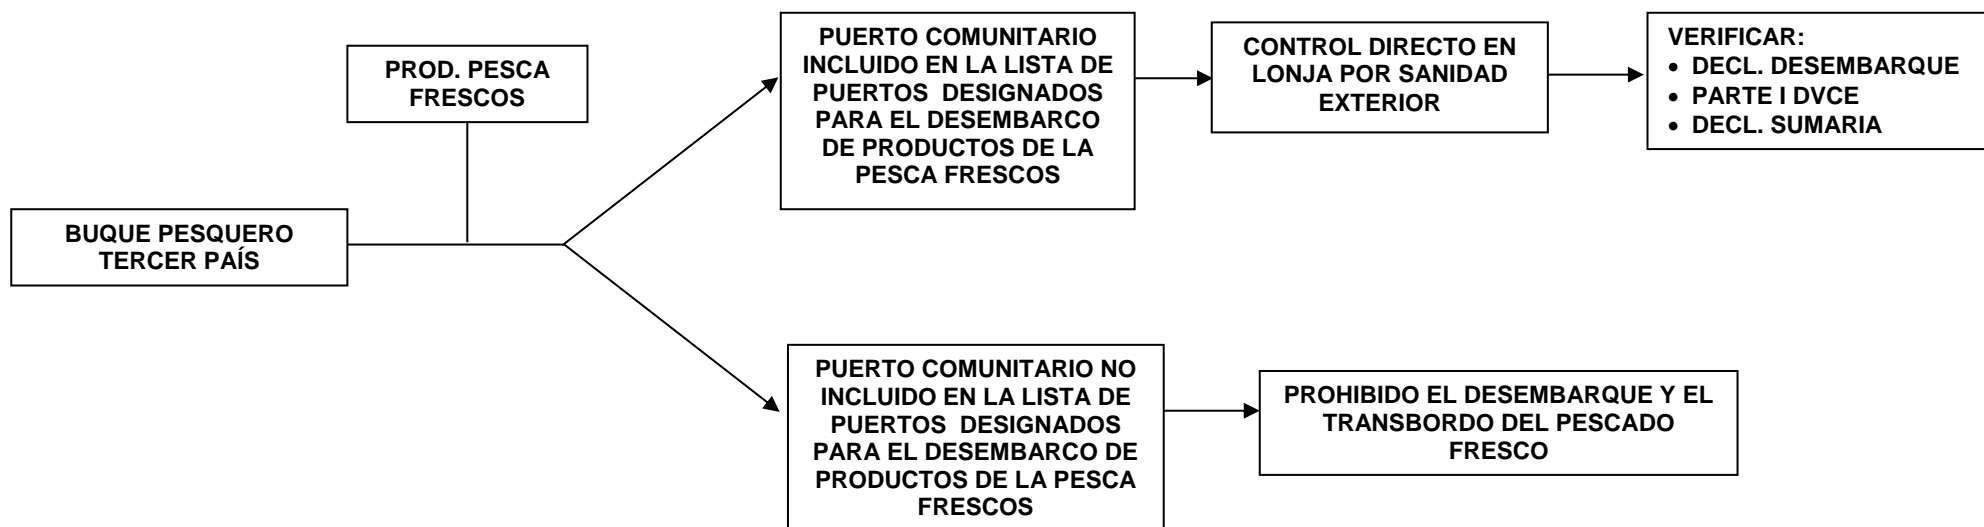 PROD. PESCA
FRESCOS
BUQUE PESQUERO
TERCER PAÍS
PUERTO COMUNITARIO
INCLUIDO EN LA LISTA DE
PUERTOS DESIGNADOS
PARA EL DESEMBARCO
DE PRODUCTOS DE LA
PESCA FRESCOS
CONTROL DIRECTO EN
LONJA POR SANIDAD
EXTERIOR
VERIFICAR:
• DECL. DESEMBARQUE
• PARTE I DVCE
• DECL. SUMARIA
PUERTO COMUNITARIO NO
INCLUIDO EN LA LISTA DE
PUERTOS DESIGNADOS
PARA EL DESEMBARCO DE
PRODUCTOS DE LA PESCA
FRESCOS
PROHIBIDO EL DESEMBARQUE Y EL
TRANSBORDO DEL PESCADO
FRESCO